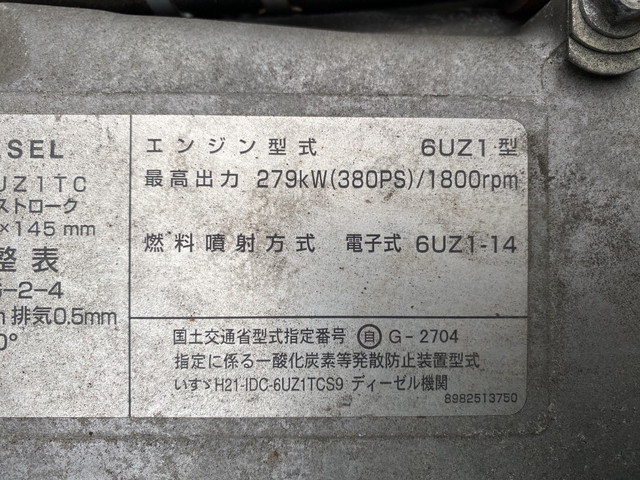 SEL
UZ1TC
ストローク
×145 mm
整 表
-2-4
排気0.5mm
0°
エンジン型式 6UZ1型
最高出力 279kW(380PS)/1800rpm
燃料噴射方式 電子式 6UZ1-14
国土交通省型式指定番号 自 G-2704
指定に係る一酸化炭素等発散防止装置型式
いすゞH21-IDC-6UZ1TCS9 ディーゼル機関
8982513750